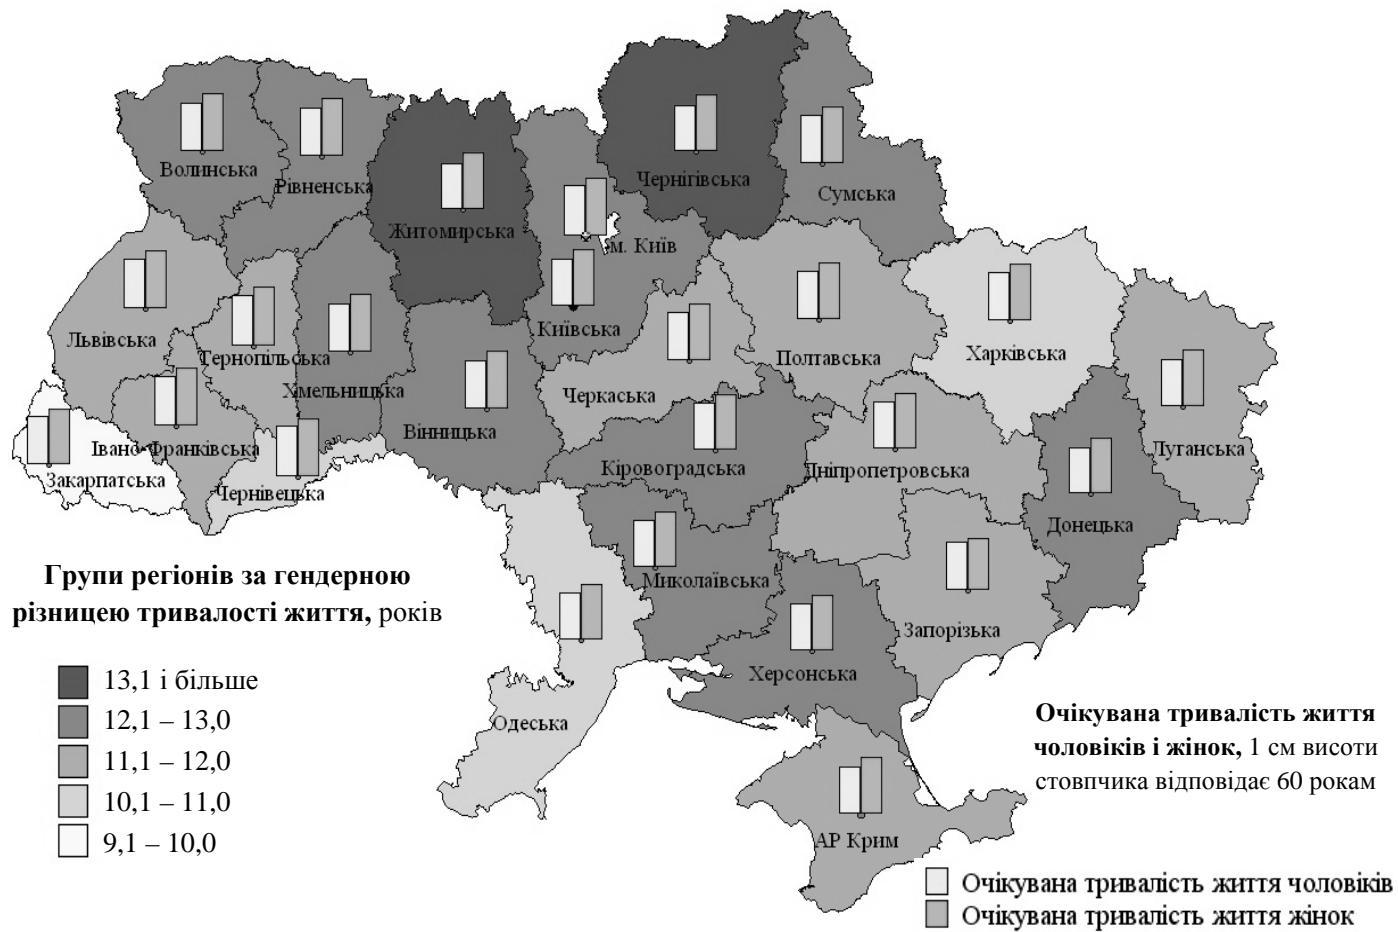 Волинська
Рівненська
Житомирська
Чернігівська
Сумська
м. Київ
Київська
Львівська
Тернопільська
Хмельницька
Вінницька
Черкаська
Полтавська
Харківська
Луганська
Івано-Франківська
Закарпатська
Чернівецька
Кіровоградська
Дніпропетровська
Донецька
Миколаївська
Запорізька
Херсонська
Одеська
АР Крим
Групи регіонів за гендерною
різницею тривалості життя, років
13,1 і більше
12,1 – 13,0
11,1 – 12,0
10,1 – 11,0
9,1 – 10,0
Очікувана тривалість життя
чоловіків і жінок, 1 см висоти
стовпчика відповідає 60 рокам
Очікувана тривалість життя чоловіків
Очікувана тривалість життя жінок